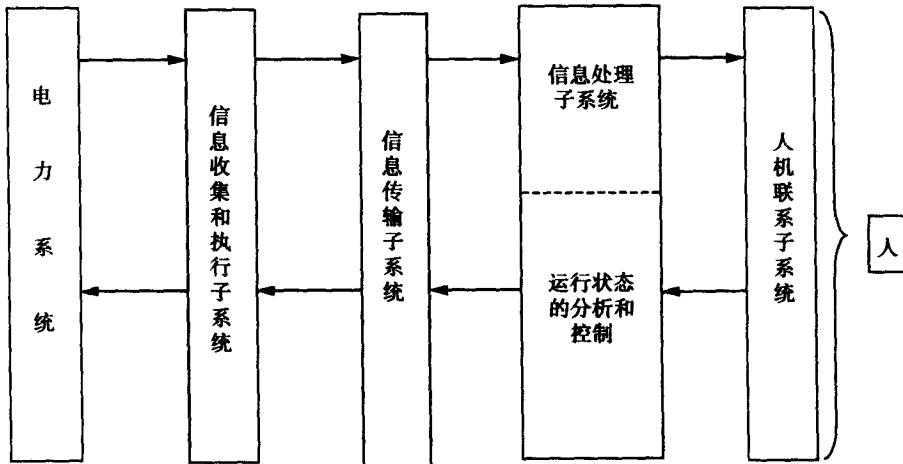 电力系统
信息收集和执行子系统
信息传输子系统
信息处理
子系统
运行状态
的分析和
控制
人机联系子系统
人